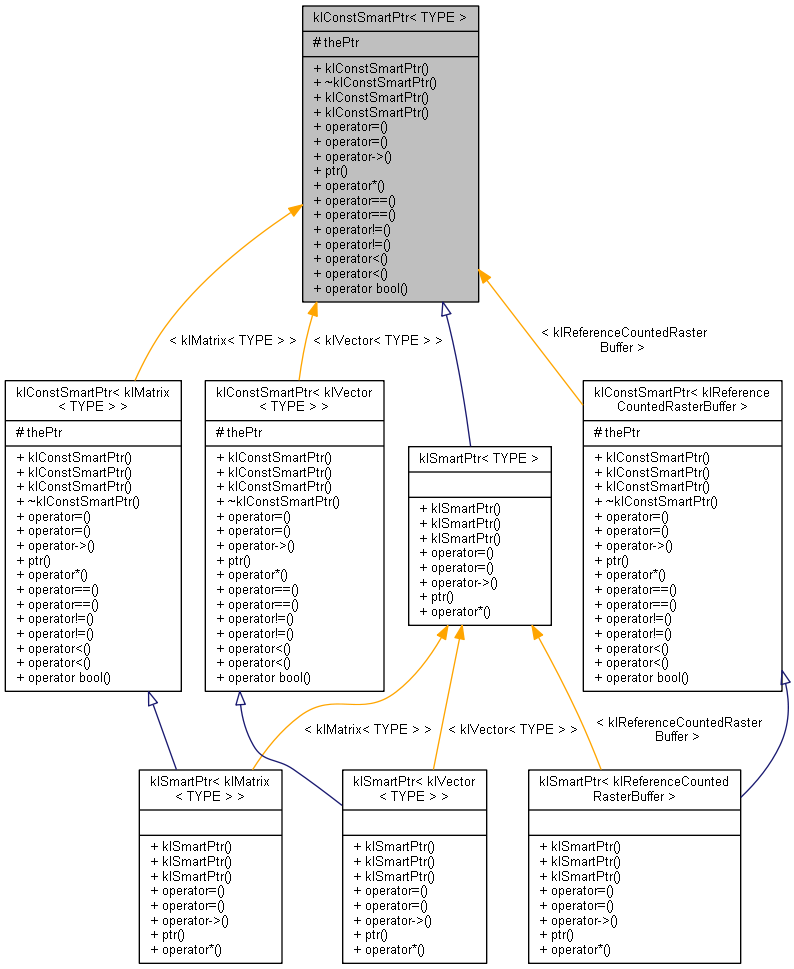 klConstSmartPtr< TYPE >
# thePtr
+ klConstSmartPtr()
+ ~klConstSmartPtr()
+ klConstSmartPtr()
+ klConstSmartPtr()
+ operator=()
+ operator=()
+ operator->()
+ ptr()
+ operator*()
+ operator==()
+ operator==()
+ operator!=()
+ operator!=()
+ operator<()
+ operator<()
+ operator bool()
< klMatrix< TYPE > >
< klVector< TYPE > >
< klReferenceCountedRaster
Buffer >
klConstSmartPtr< klMatrix
< TYPE > >
# thePtr
+ klConstSmartPtr()
+ klConstSmartPtr()
+ klConstSmartPtr()
+ ~klConstSmartPtr()
+ operator=()
+ operator=()
+ operator->()
+ ptr()
+ operator*()
+ operator==()
+ operator==()
+ operator!=()
+ operator!=()
+ operator<()
+ operator<()
+ operator bool()
klConstSmartPtr< klVector
< TYPE > >
# thePtr
+ klConstSmartPtr()
+ klConstSmartPtr()
+ klConstSmartPtr()
+ ~klConstSmartPtr()
+ operator=()
+ operator=()
+ operator->()
+ ptr()
+ operator*()
+ operator==()
+ operator==()
+ operator!=()
+ operator!=()
+ operator<()
+ operator<()
+ operator bool()
klSmartPtr< TYPE >
+ klSmartPtr()
+ klSmartPtr()
+ klSmartPtr()
+ operator=()
+ operator=()
+ operator->()
+ ptr()
+ operator*()
klConstSmartPtr< klReference
CountedRasterBuffer >
# thePtr
+ klConstSmartPtr()
+ klConstSmartPtr()
+ klConstSmartPtr()
+ ~klConstSmartPtr()
+ operator=()
+ operator=()
+ operator->()
+ ptr()
+ operator*()
+ operator==()
+ operator==()
+ operator!=()
+ operator!=()
+ operator<()
+ operator<()
+ operator bool()
< klMatrix< TYPE > >
< klVector< TYPE > >
< klReferenceCountedRaster
Buffer >
klSmartPtr< klMatrix
< TYPE > >
+ klSmartPtr()
+ klSmartPtr()
+ klSmartPtr()
+ operator=()
+ operator=()
+ operator->()
+ ptr()
+ operator*()
klSmartPtr< klVector
< TYPE > >
+ klSmartPtr()
+ klSmartPtr()
+ klSmartPtr()
+ operator=()
+ operator=()
+ operator->()
+ ptr()
+ operator*()
klSmartPtr< klReferenceCounted
RasterBuffer >
+ klSmartPtr()
+ klSmartPtr()
+ klSmartPtr()
+ operator=()
+ operator=()
+ operator->()
+ ptr()
+ operator*()